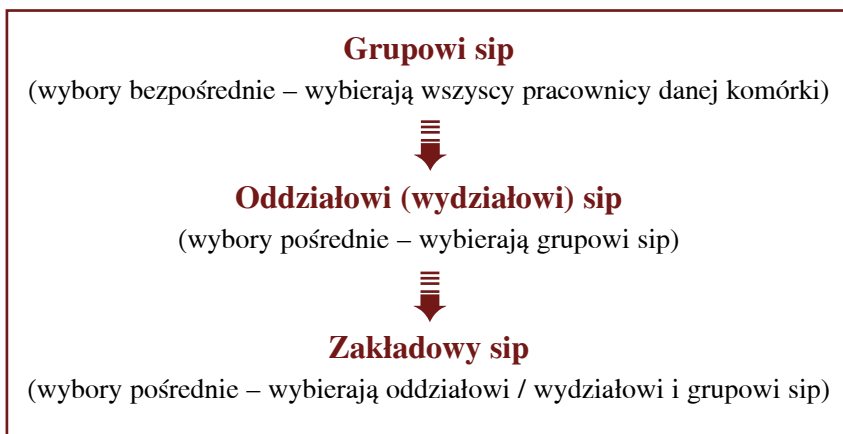 Grupowi sip
(wybory bezpośrednie – wybierają wszyscy pracownicy danej komórki)
Oddziałowi (wydziałowi) sip
(wybory pośrednie – wybierają grupowi sip)
Zakładowy sip
(wybory pośrednie – wybierają oddziałowi / wydziałowi i grupowi sip)